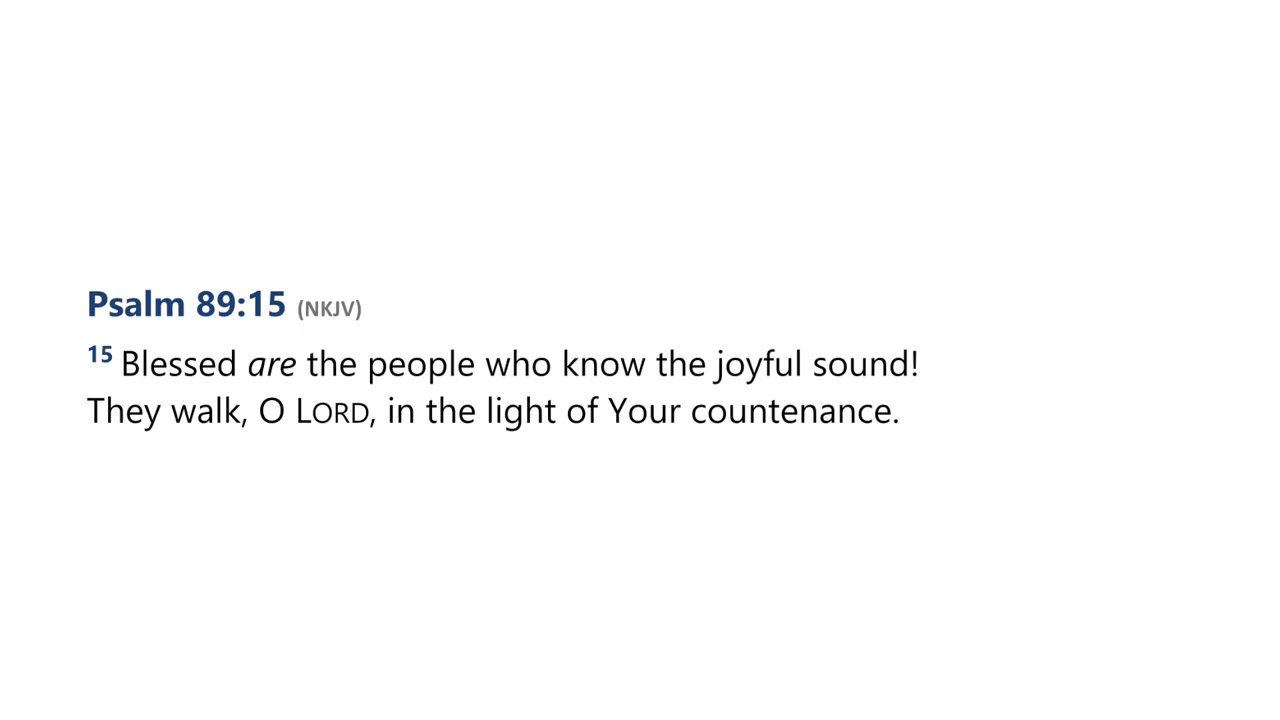 Psalm 89:15 (NKJV)
15 Blessed are the people who know the joyful sound!
They walk, O LORD, in the light of Your countenance.